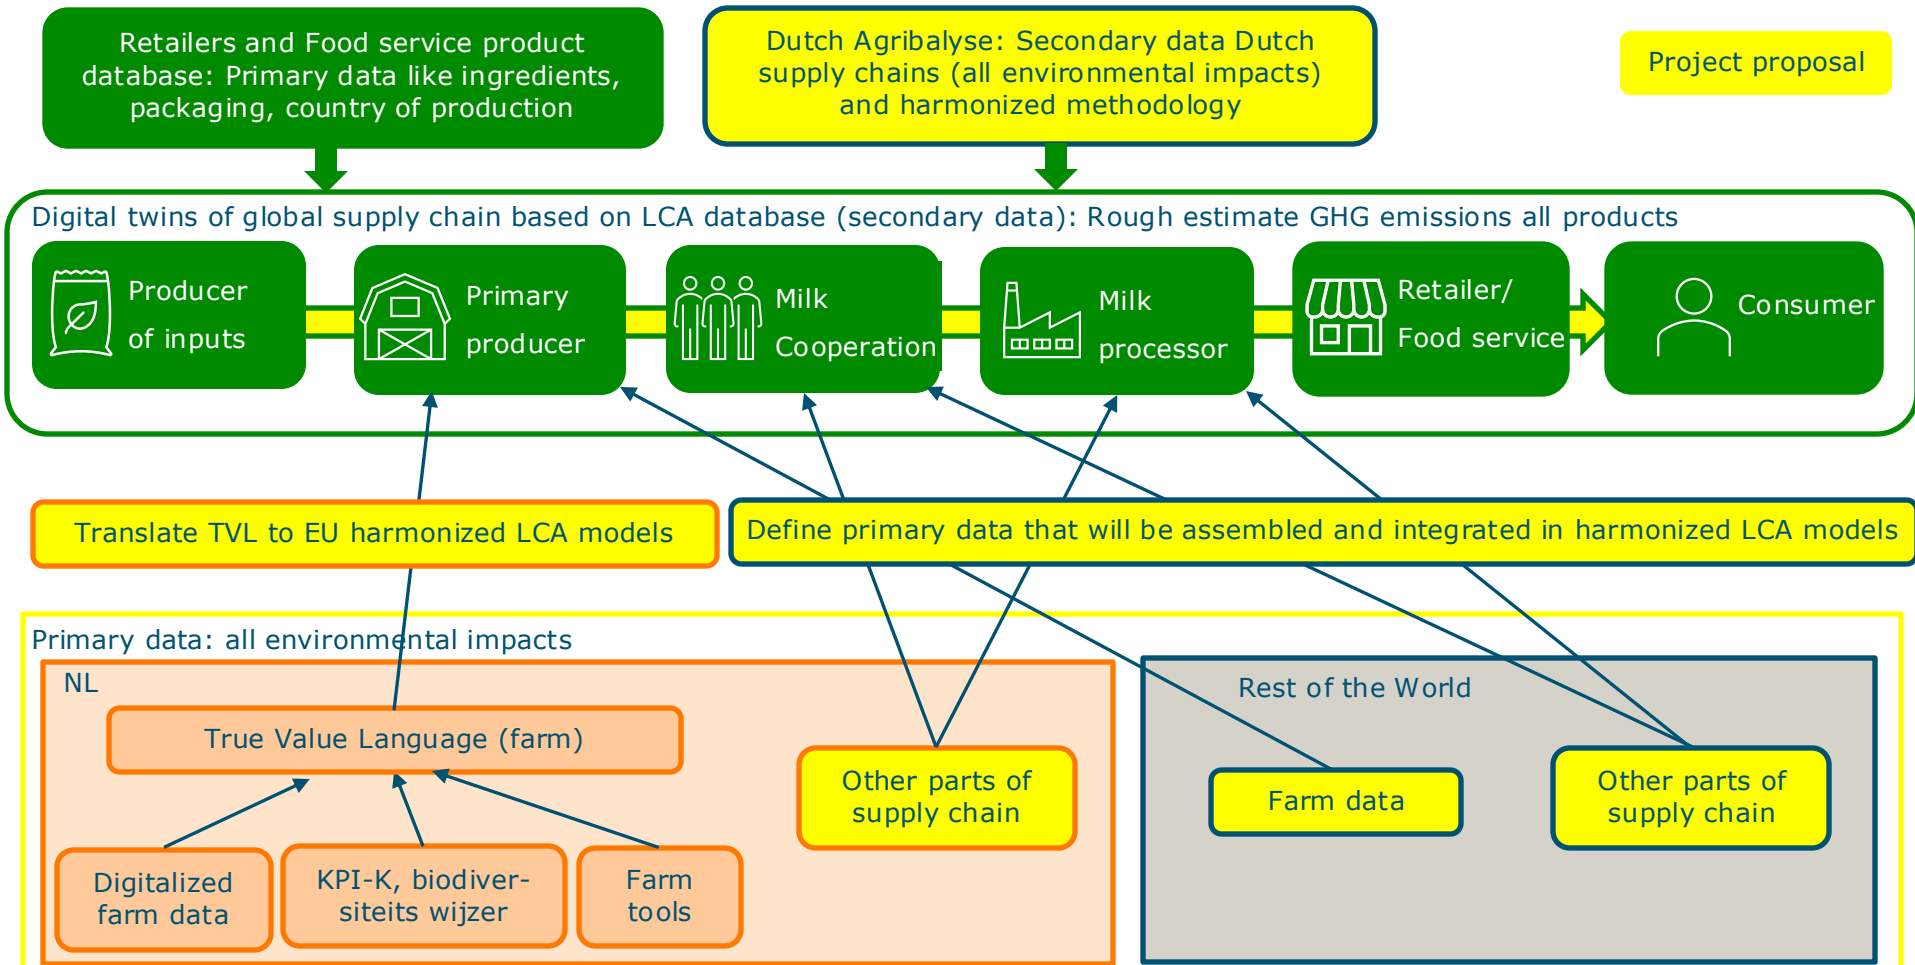 Retailers and Food service product
database: Primary data like ingredients,
packaging, country of production
Dutch Agribalyse: Secondary data Dutch
supply chains (all environmental impacts)
and harmonized methodology
Project proposal
Digital twins of global supply chain based on LCA database (secondary data): Rough estimate GHG emissions all products
Producer
of inputs
Primary
producer
Milk
Cooperation
Milk
processor
Retailer/
Food service
Consumer
Translate TVL to EU harmonized LCA models
Define primary data that will be assembled and integrated in harmonized LCA models
Primary data: all environmental impacts
NL
True Value Language (farm)
Digitalized
farm data
KPI-K, biodiver-
siteits wijzer
Farm
tools
Other parts of
supply chain
Rest of the World
Farm data
Other parts of
supply chain